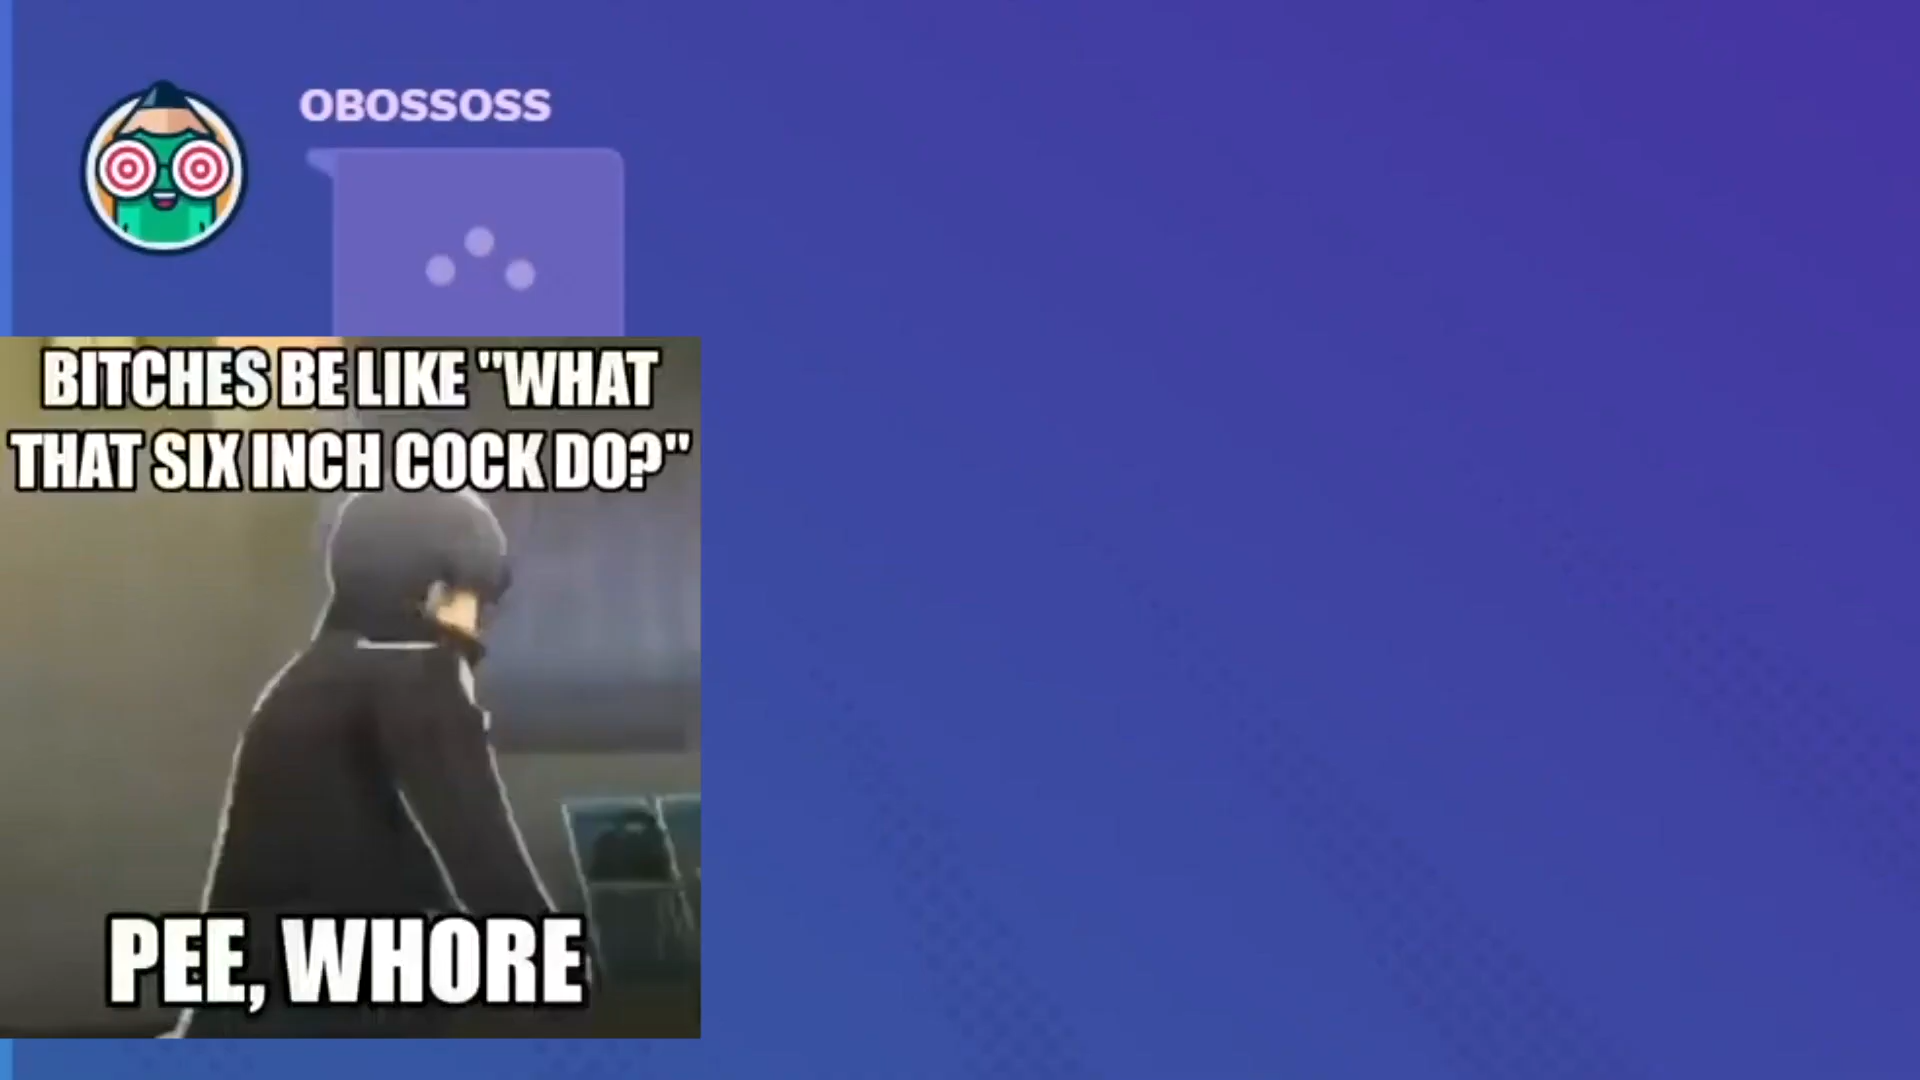 OBOSSOSS
BITCHES BE LIKE "WHAT
THAT SIX INCH COCK DO?"
PEE, WHORE